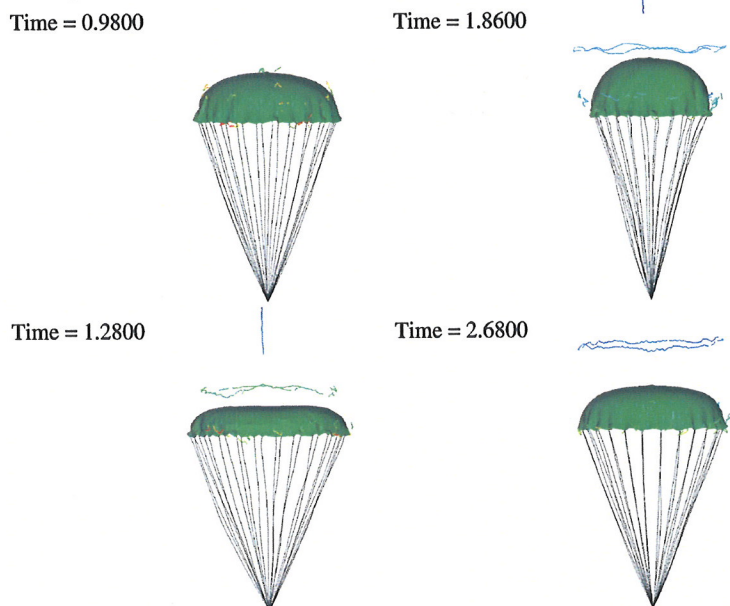 Time = 0.9800
Time = 1.8600
Time = 1.2800
Time = 2.6800